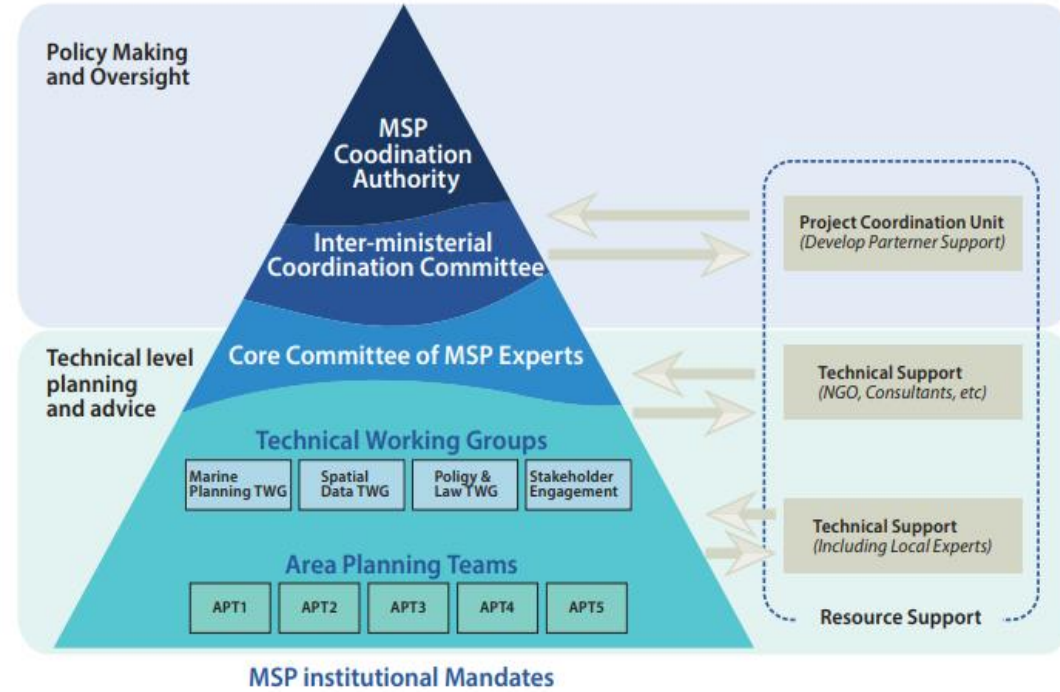 Policy Making
and Oversight
MSP
Coodination
Authority
Inter-ministerial
Coordination Committee
Project Coordination Unit
(Develop Parterner Support)
Technical level
planning
and advice
Core Committee of MSP Experts
Technical Support
(NGO, Consultants, etc)
Technical Working Groups
Marine
Planning TWG
Spatial
Data TWG
Poligy &
Law TWG
Stakeholder
Engagement
Technical Support
(Including Local Experts)
Area Planning Teams
APT1
APT2
APT3
APT4
APT5
Resource Support
MSP institutional Mandates